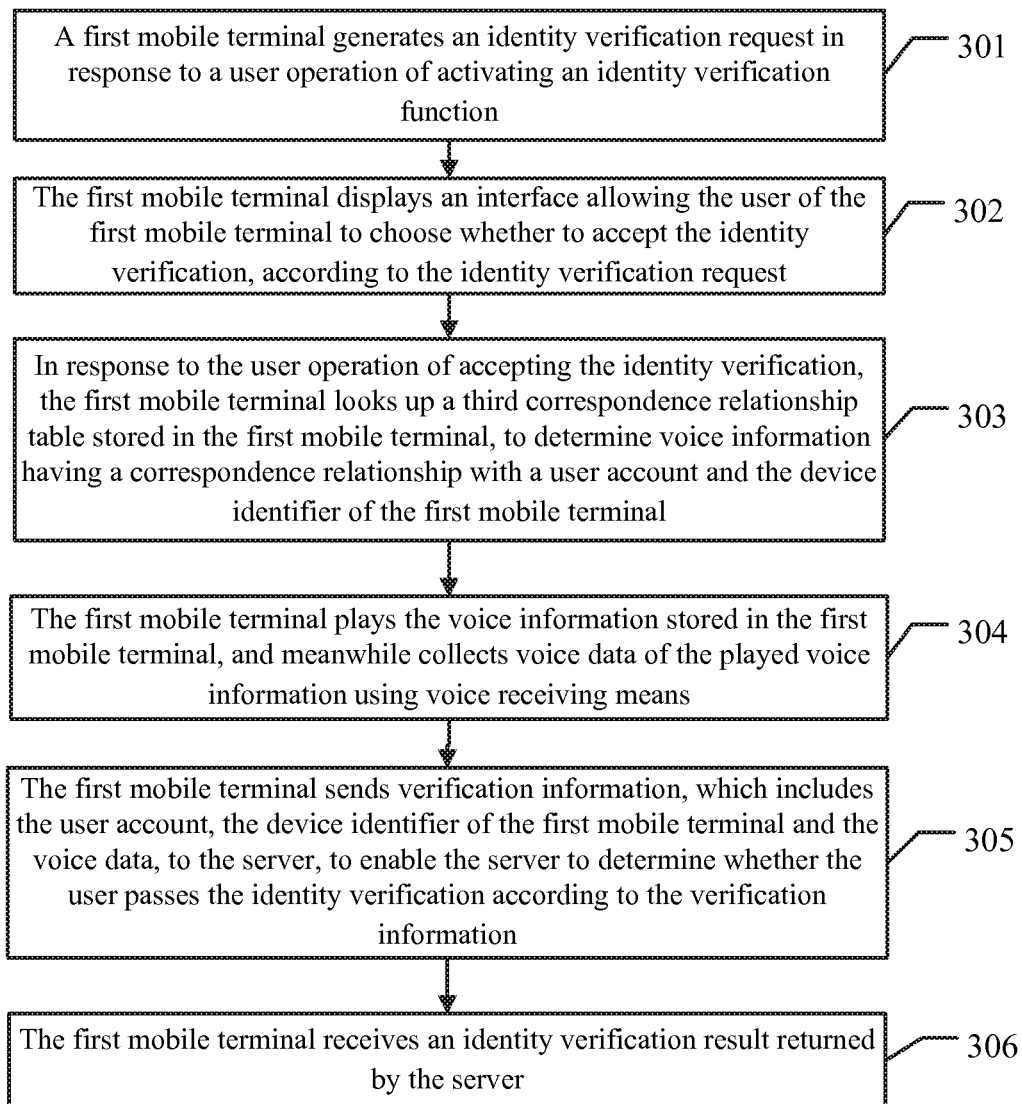 A first mobile terminal generates an identity verification request in
response to a user operation of activating an identity verification
function
301
The first mobile terminal displays an interface allowing the user of the
first mobile terminal to choose whether to accept the identity
verification, according to the identity verification request
302
In response to the user operation of accepting the identity verification,
the first mobile terminal looks up a third correspondence relationship
table stored in the first mobile terminal, to determine voice information
having a correspondence relationship with a user account and the device
identifier of the first mobile terminal
303
The first mobile terminal plays the voice information stored in the first
mobile terminal, and meanwhile collects voice data of the played voice
information using voice receiving means
304
The first mobile terminal sends verification information, which includes
the user account, the device identifier of the first mobile terminal and the
voice data, to the server, to enable the server to determine whether the
user passes the identity verification according to the verification
information
305
The first mobile terminal receives an identity verification result returned
by the server
306